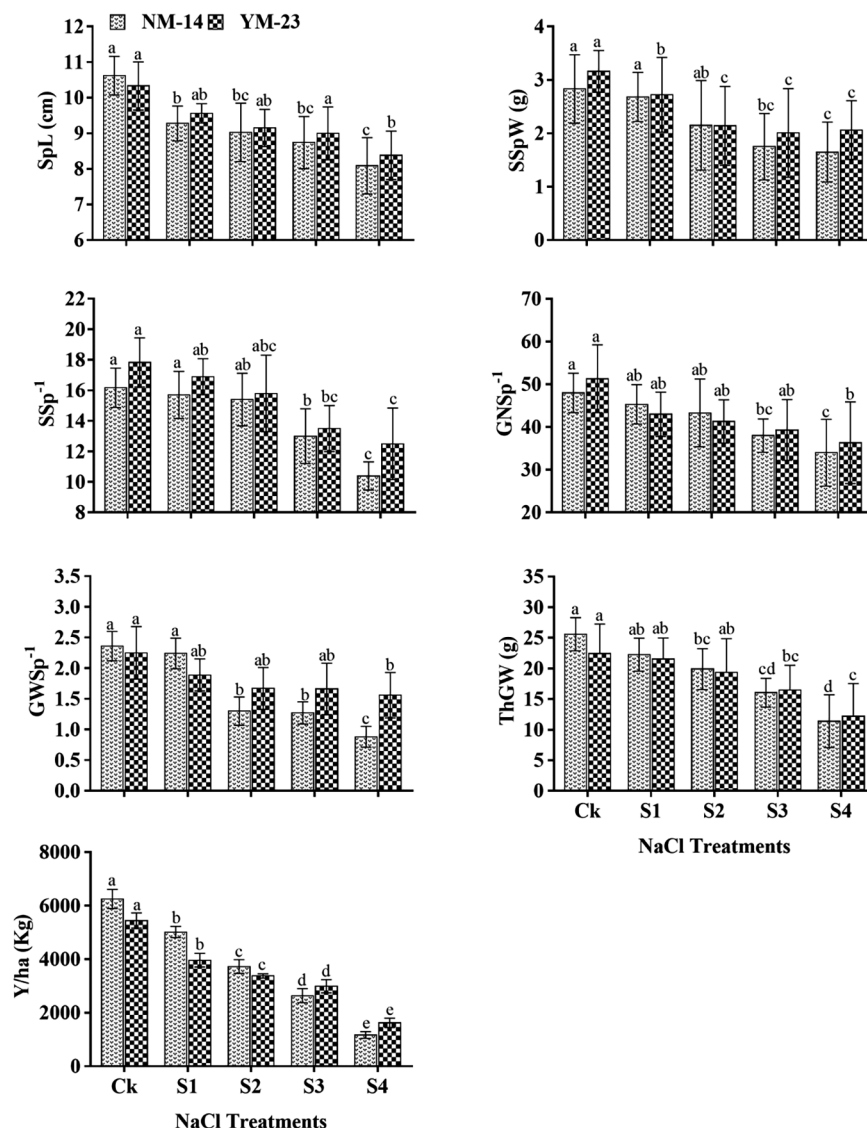 NM-14 YM-23
SpL (cm)
12
11
10
9
8
7
6
a a b ab bc ab bc a c b
SSpW (g)
4
3
2
1
0
a a a b ab c bc c c c
SSp⁻¹
22
20
18
16
14
12
10
8
a a a ab ab abc b bc c c
GNSp⁻¹
70
60
50
40
30
20
a a ab ab ab ab bc ab c b
GWSp⁻¹
3.5
3.0
2.5
2.0
1.5
1.0
0.5
0.0
a a a ab b ab b ab c b
ThGW (g)
35
30
25
20
15
10
5
0
a a ab ab bc ab cd bc d c
Ck S1 S2 S3 S4
NaCl Treatments
Y/ha (Kg)
8000
6000
4000
2000
0
a a b b c c d d e e
Ck S1 S2 S3 S4
NaCl Treatments